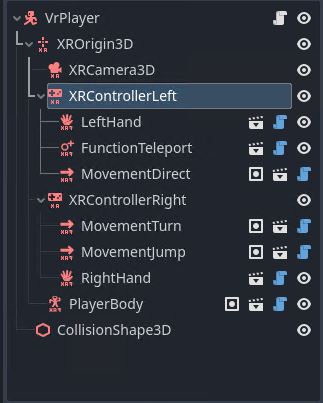 VrPlayer
XROrigin3D
XRCamera3D
XRControllerLeft
LeftHand
FunctionTeleport
MovementDirect
XRControllerRight
MovementTurn
MovementJump
RightHand
PlayerBody
CollisionShape3D